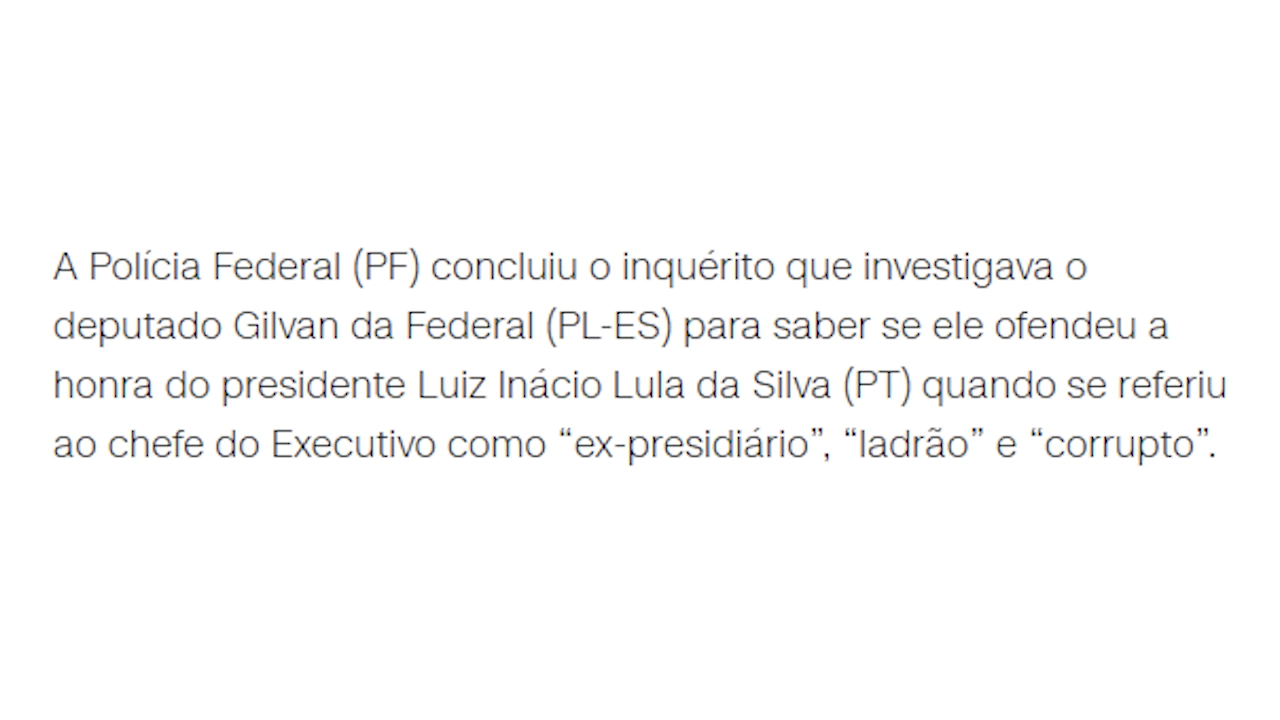 A Polícia Federal (PF) concluiu o inquérito que investigava o
deputado Gilvan da Federal (PL-ES) para saber se ele ofendeu a
honra do presidente Luiz Inácio Lula da Silva (PT) quando se referiu
ao chefe do Executivo como “ex-presidiário”, “ladrão” e “corrupto”.